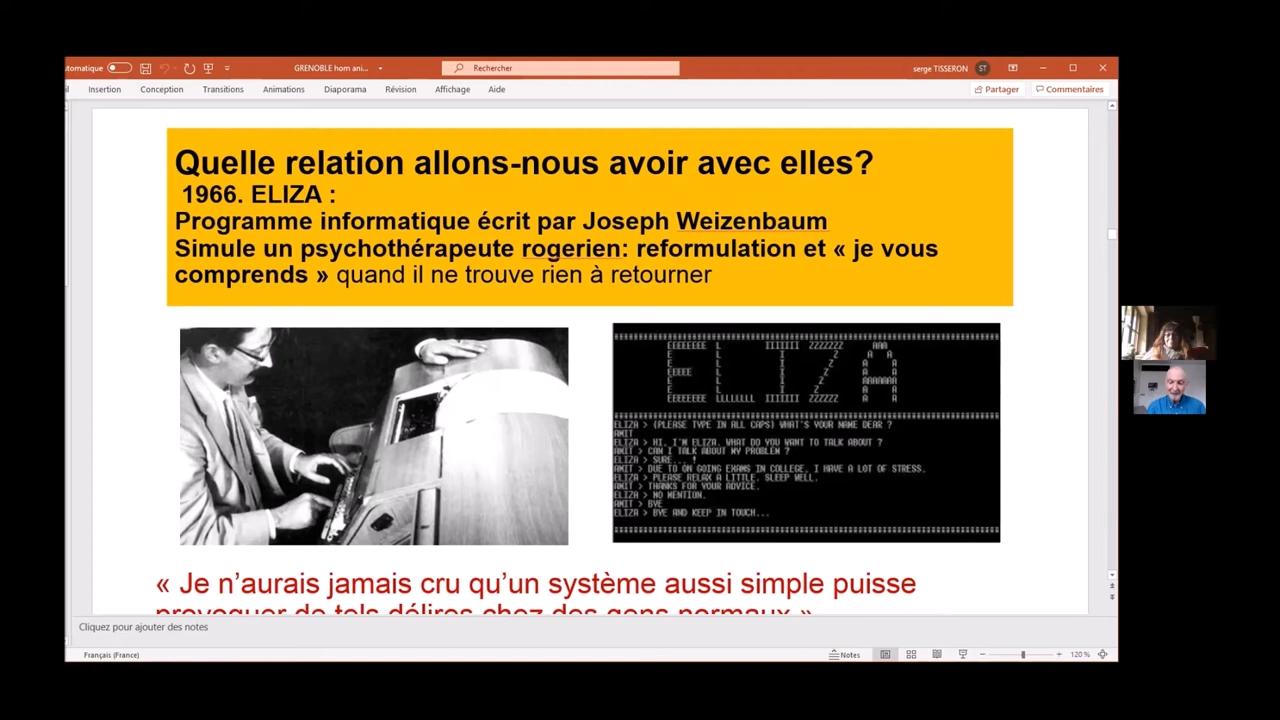 utomatique
GRENOBLE hom ani...
Rechercher
serge TISSERON
ST
Insertion
Conception
Transitions
Animations
Diaporama
Révision
Affichage
Aide
Partager
Commentaires
Quelle relation allons-nous avoir avec elles?
1966. ELIZA :
Programme informatique écrit par Joseph Weizenbaum
Simule un psychothérapeute rogerien: reformulation et « je vous
comprends » quand il ne trouve rien à retourner
ELIZA
ELIZA > (PLEASE TYPE IN ALL CAPS) WHAT'S YOUR NAME DEAR ?
AMIT
ELIZA > HI, I'M ELIZA. WHAT DO YOU WANT TO TALK ABOUT ?
AMIT > CAN I TALK ABOUT MY PROBLEM ?
ELIZA > SURE... !
AMIT > DUE TO ON GOING EXAMS IN COLLEGE, I HAVE A LOT OF STRESS.
ELIZA > PLEASE RELAX A LITTLE. SLEEP WELL.
AMIT > THANKS FOR YOUR ADVICE.
ELIZA > NO MENTION.
AMIT > BYE
ELIZA > BYE AND KEEP IN TOUCH...
« Je n'aurais jamais cru qu'un système aussi simple puisse
provoquer de tels délires chez des gens normaux »
Cliquez pour ajouter des notes
Français (France)
Notes
120 %